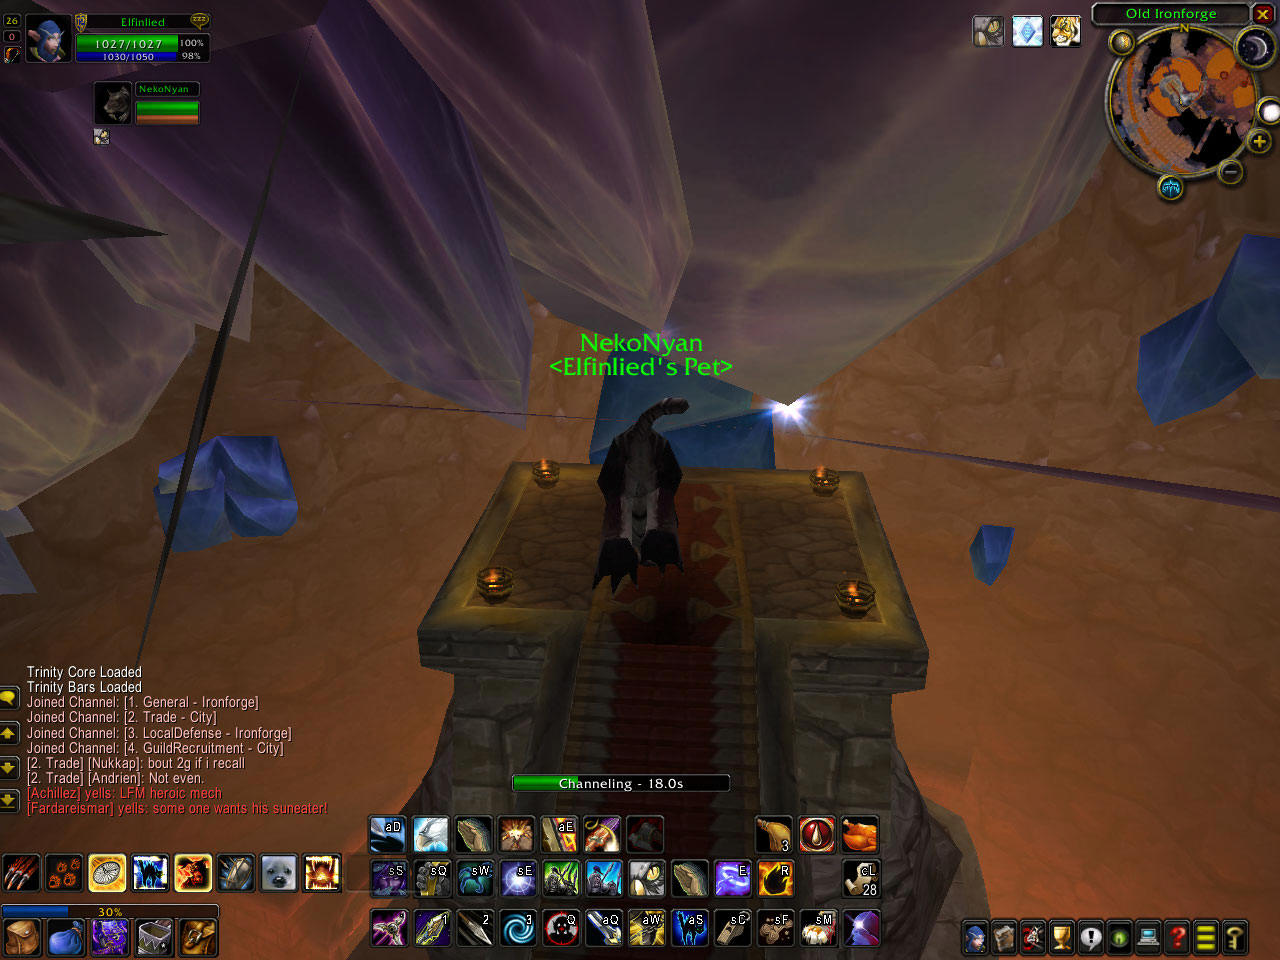 26
Elfinlied
zzz
0
1027/1027 100%
1030/1050 98%
NekoNyan
Old Ironforge
N
NekoNyan
<Elfinlied's Pet>
Trinity Core Loaded
Trinity Bars Loaded
Joined Channel: [1. General - Ironforge]
Joined Channel: [2. Trade - City]
Joined Channel: [3. LocalDefense - Ironforge]
Joined Channel: [4. GuildRecruitment - City]
[2. Trade] [Nukkap]: bout 2g if i recall
[2. Trade] [Andrien]: Not even.
[Achillez] yells: LFM heroic mech
[Fardareismar] yells: some one wants his suneater!
Channeling - 18.0s
aD aE 3
sS sQ sW sE E R cL
28
30%
1 2 3 Q aQ aW aS sC sF sM